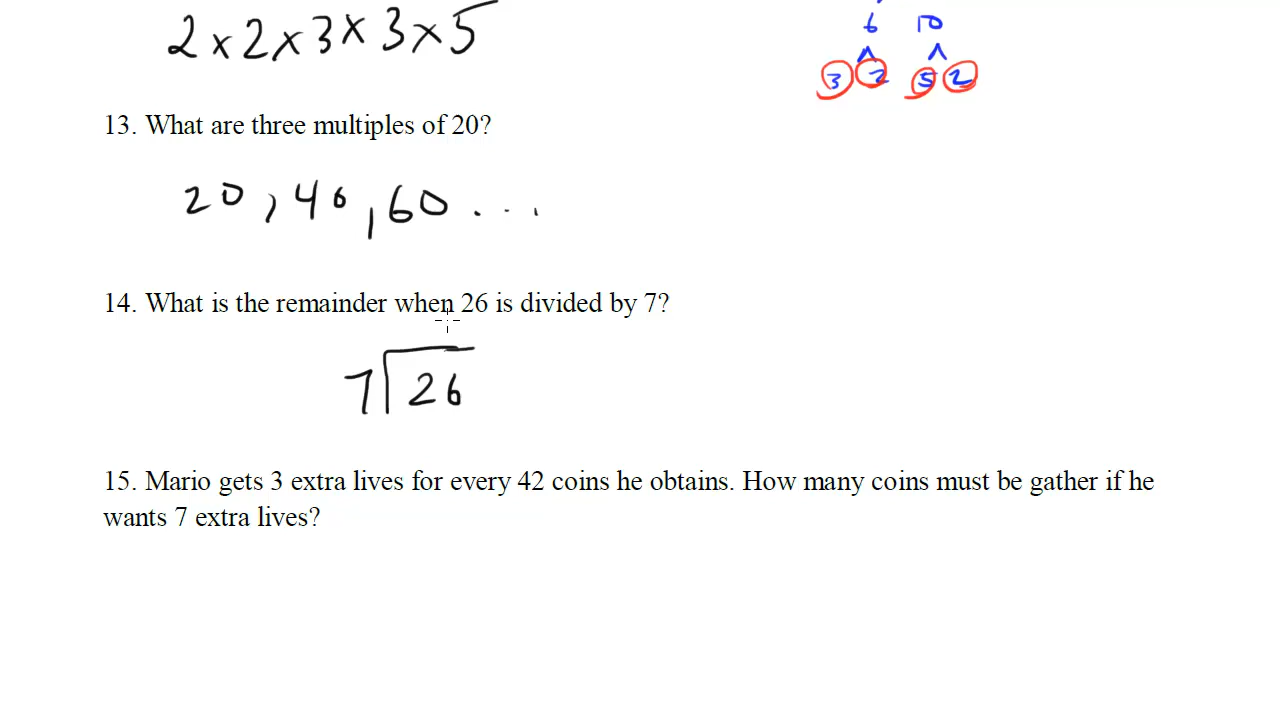 6 10
2 x 2 x 3 x 3 x 5
3 2 5 2
13. What are three multiples of 20?
20, 40, 60 ...
14. What is the remainder when 26 is divided by 7?
7 26
15. Mario gets 3 extra lives for every 42 coins he obtains. How many coins must be gather if he
wants 7 extra lives?